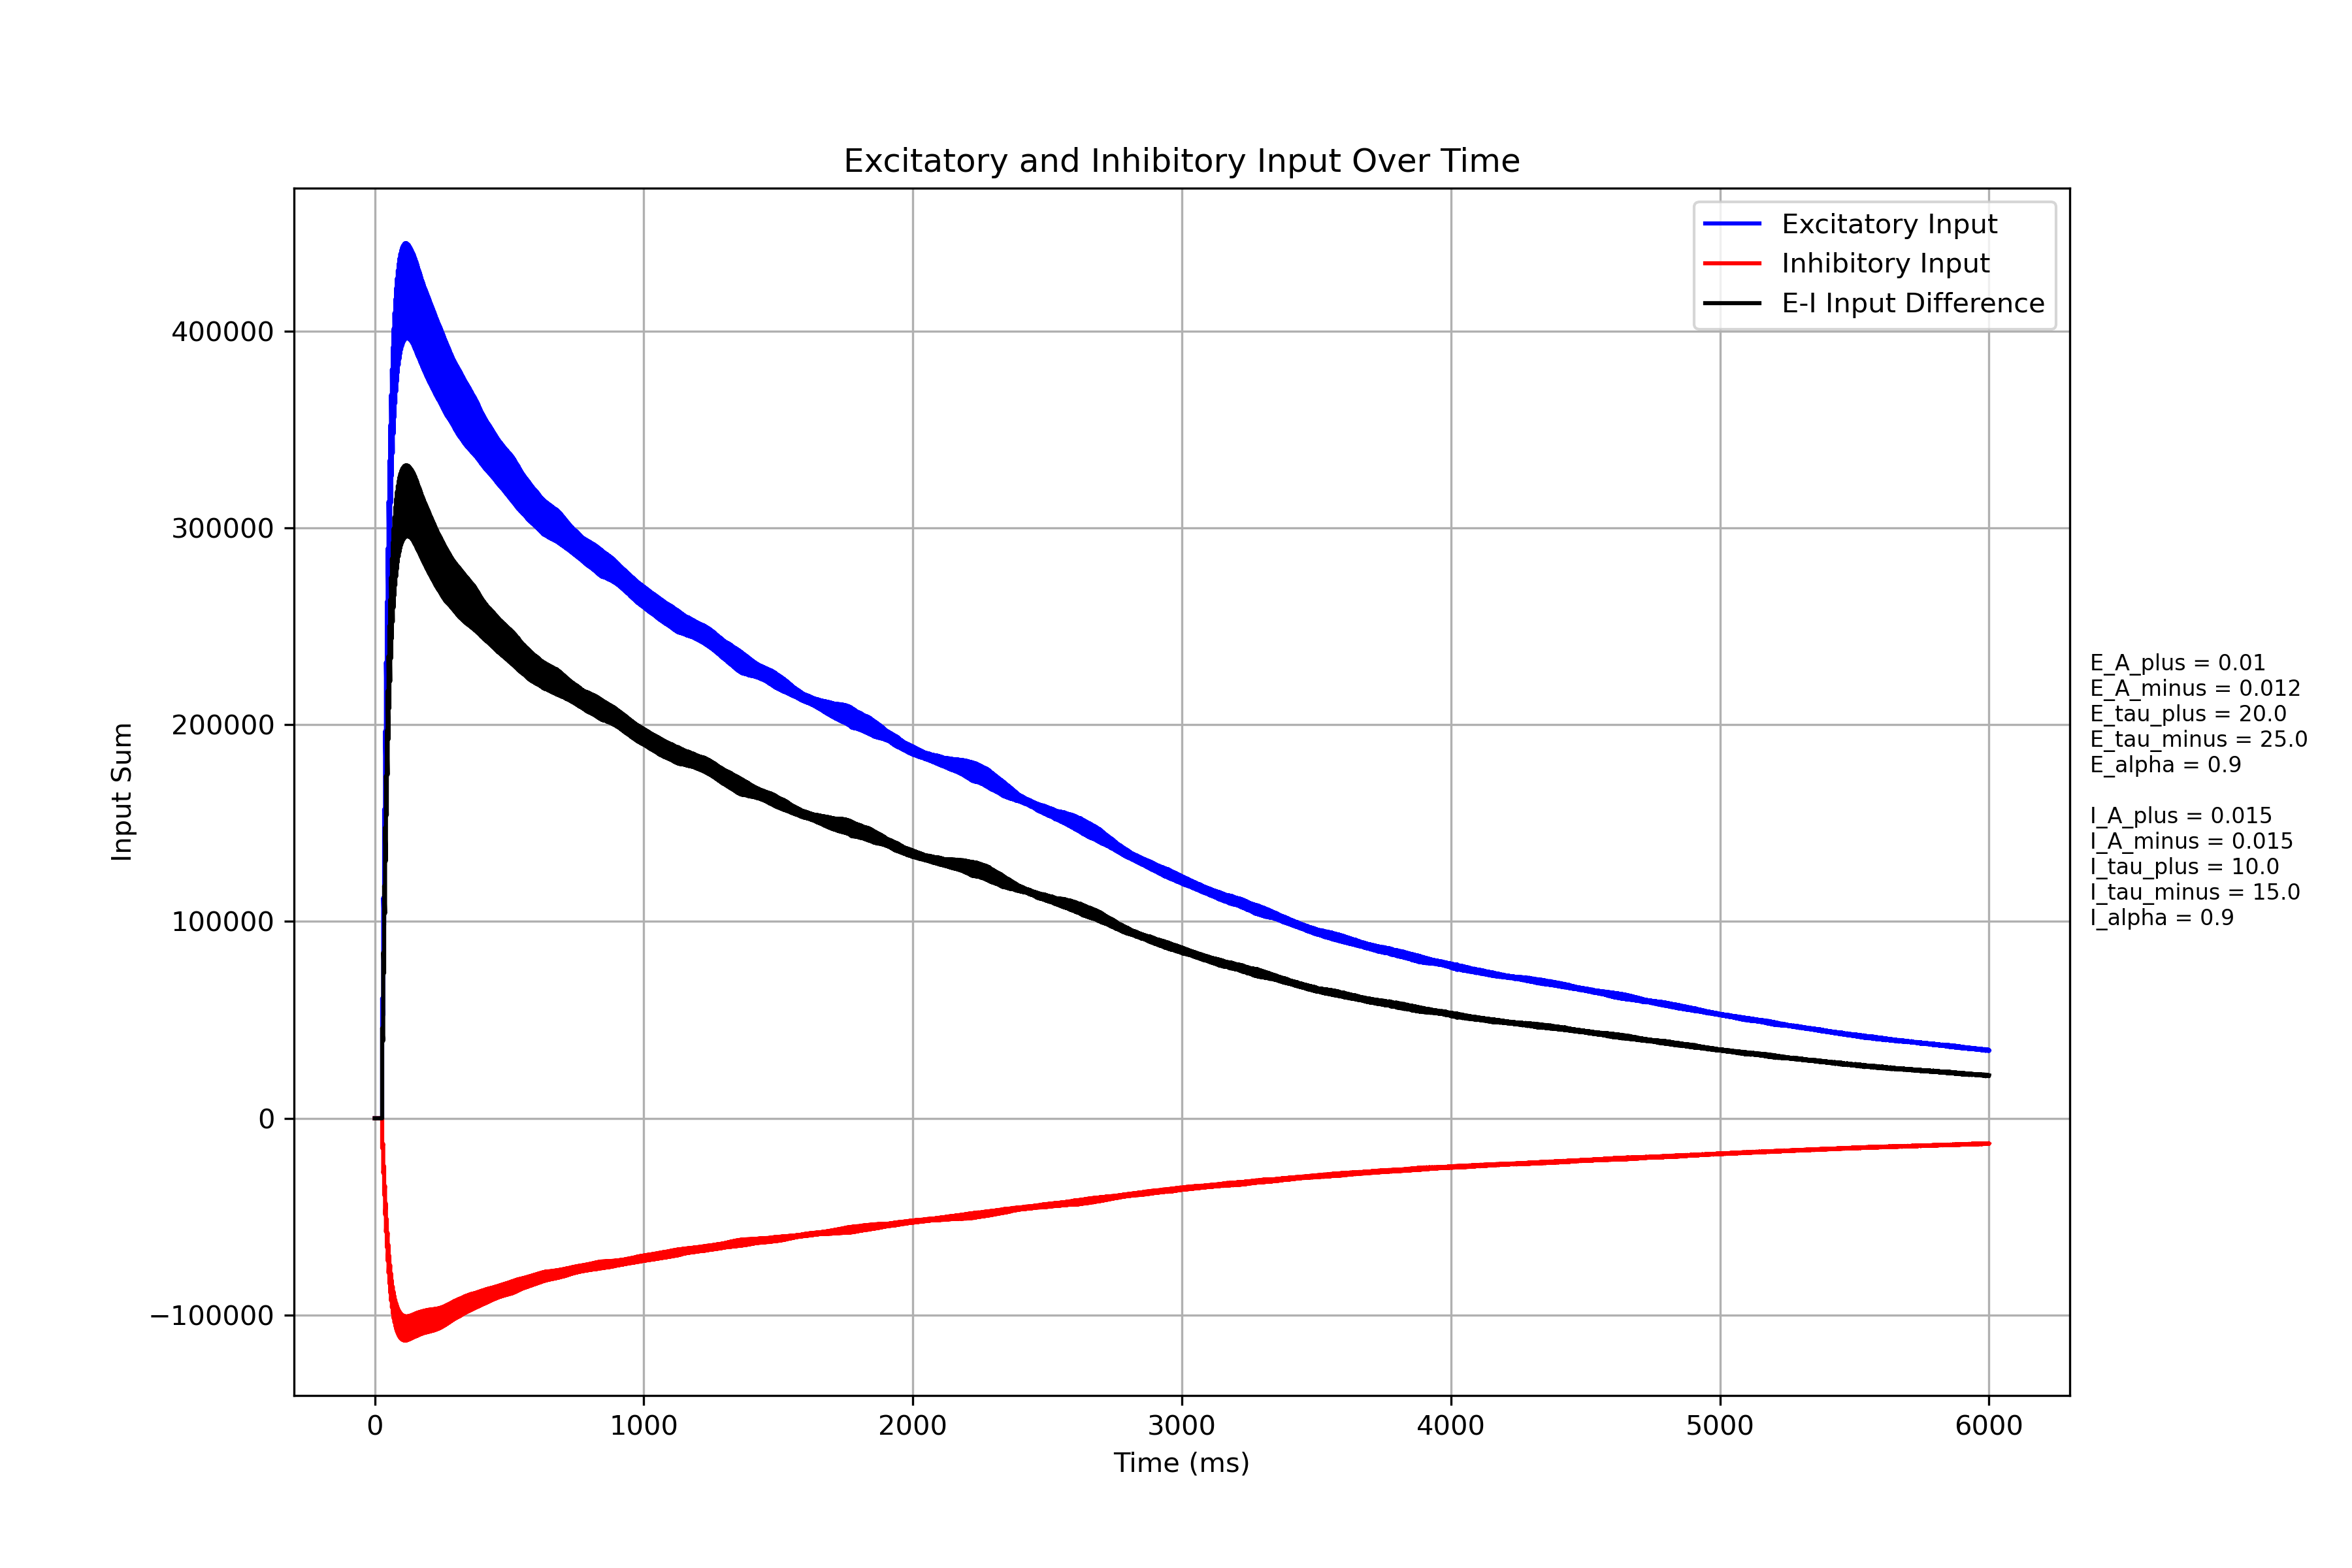 Excitatory and Inhibitory Input Over Time
Excitatory Input
Inhibitory Input
E-I Input Difference
Input Sum
400000
300000
200000
100000
0
−100000
0 1000 2000 3000 4000 5000 6000
Time (ms)
E_A_plus = 0.01
E_A_minus = 0.012
E_tau_plus = 20.0
E_tau_minus = 25.0
E_alpha = 0.9
I_A_plus = 0.015
I_A_minus = 0.015
I_tau_plus = 10.0
I_tau_minus = 15.0
I_alpha = 0.9